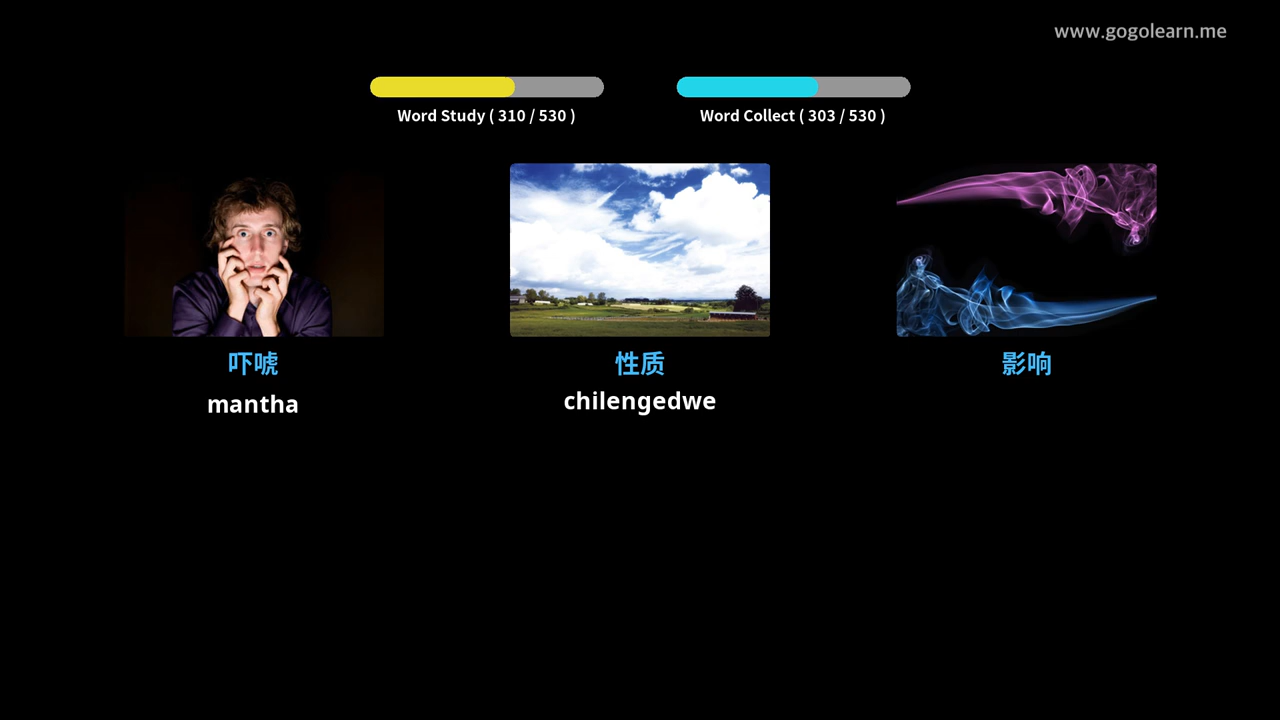 www.gogolearn.me
Word Study ( 310 / 530 )
Word Collect ( 303 / 530 )
吓唬
性质
影响
mantha
chilengedwe